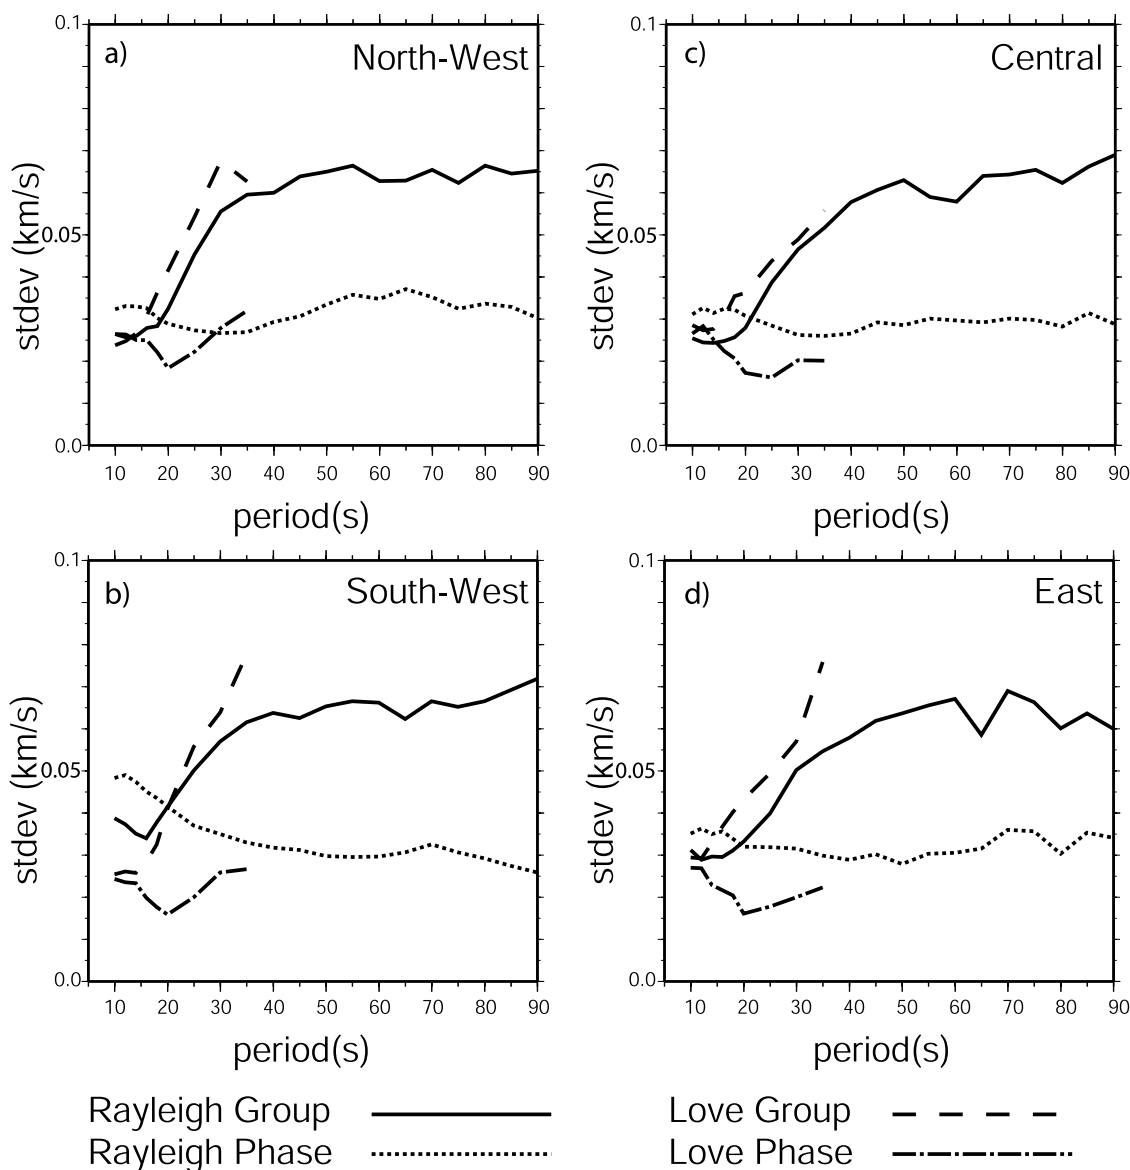 0.1
a)
North-West
stdev (km/s)
0.05
0.0
10 20 30 40 50 60 70 80 90
period(s)
0.1
c)
Central
stdev (km/s)
0.05
0.0
10 20 30 40 50 60 70 80 90
period(s)
0.1
b)
South-West
stdev (km/s)
0.05
0.0
10 20 30 40 50 60 70 80 90
period(s)
0.1
d)
East
stdev (km/s)
0.05
0.0
10 20 30 40 50 60 70 80 90
period(s)
Rayleigh Group
Rayleigh Phase
Love Group
Love Phase